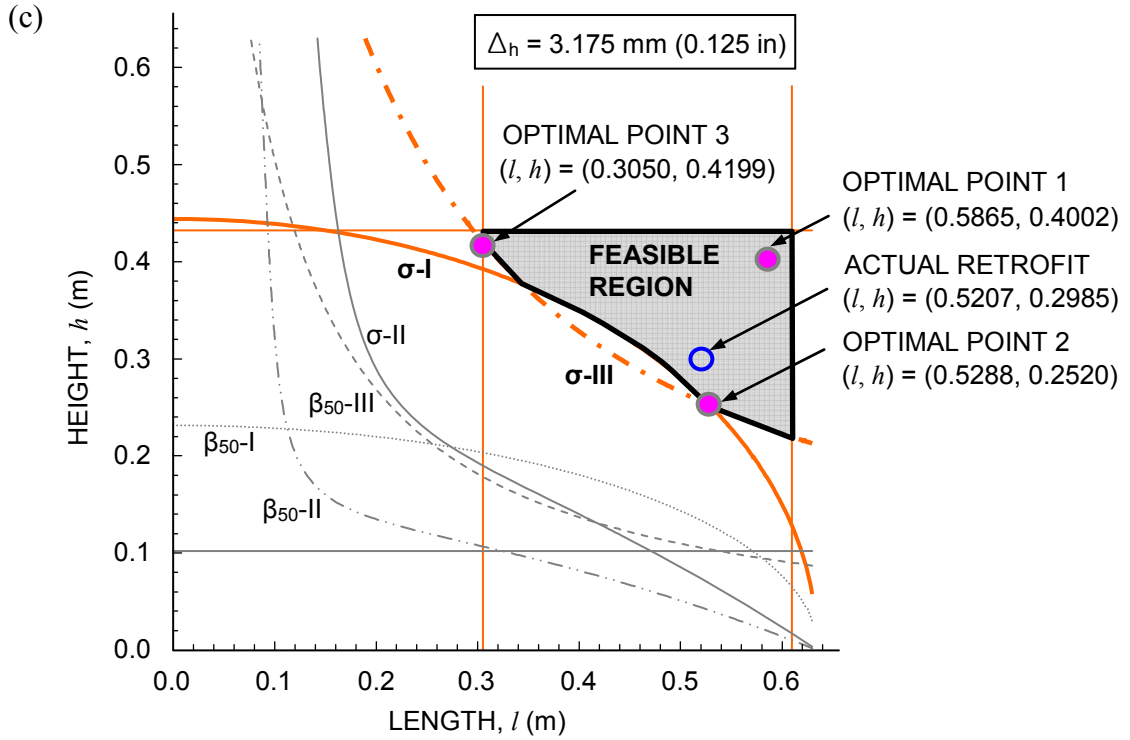 (c)
Δh = 3.175 mm (0.125 in)
OPTIMAL POINT 3
(l, h) = (0.3050, 0.4199)
OPTIMAL POINT 1
(l, h) = (0.5865, 0.4002)
ACTUAL RETROFIT
(l, h) = (0.5207, 0.2985)
OPTIMAL POINT 2
(l, h) = (0.5288, 0.2520)
FEASIBLE
REGION
σ-I
σ-II
σ-III
β50-III
β50-I
β50-II
HEIGHT, h (m)
0.6
0.5
0.4
0.3
0.2
0.1
0.0
0.0 0.1 0.2 0.3 0.4 0.5 0.6
LENGTH, l (m)